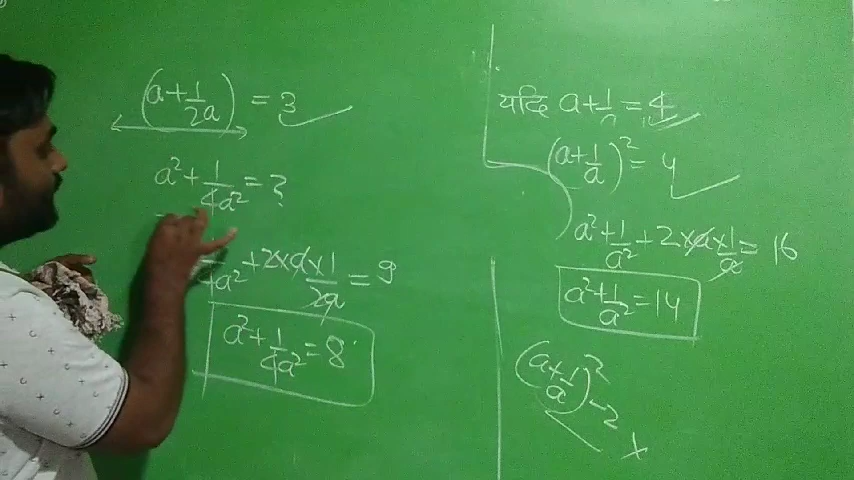 (a + 1/2a) = 3
a² + 1/4a² = ?
4a² + 2 × a × 1/2a = 9
a² + 1/4a² = 8
यदि a + 1/a = 4
(a + 1/a)² = 4
a² + 1/a² + 2 × a × 1/a = 16
a² + 1/a² = 14
(a + 1/a)² - 2